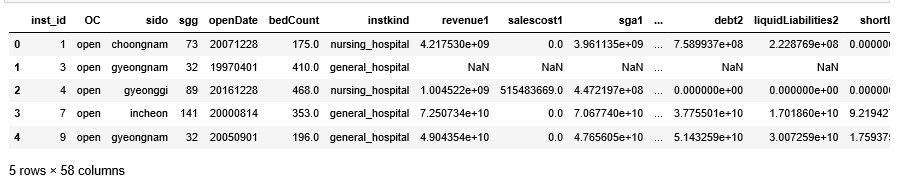 inst_id OC sido sgg openDate bedCount instkind revenue1 salescost1 sga1 ... debt2 liquidLiabilities2 shortL
0 1 open choongnam 73 20071228 175.0 nursing_hospital 4.217530e+09 0.0 3.961135e+09 ... 7.589937e+08 2.228769e+08 0.00000
1 3 open gyeongnam 32 19970401 410.0 general_hospital NaN NaN NaN ... NaN NaN
2 4 open gyeonggi 89 20161228 468.0 nursing_hospital 1.004522e+09 515483669.0 4.472197e+08 ... 0.000000e+00 0.000000e+00 0.00000
3 7 open incheon 141 20000814 353.0 general_hospital 7.250734e+10 0.0 7.067740e+10 ... 3.775501e+10 1.701860e+10 9.21942
4 9 open gyeongnam 32 20050901 196.0 general_hospital 4.904354e+10 0.0 4.765605e+10 ... 5.143259e+10 3.007259e+10 1.75937
5 rows × 58 columns